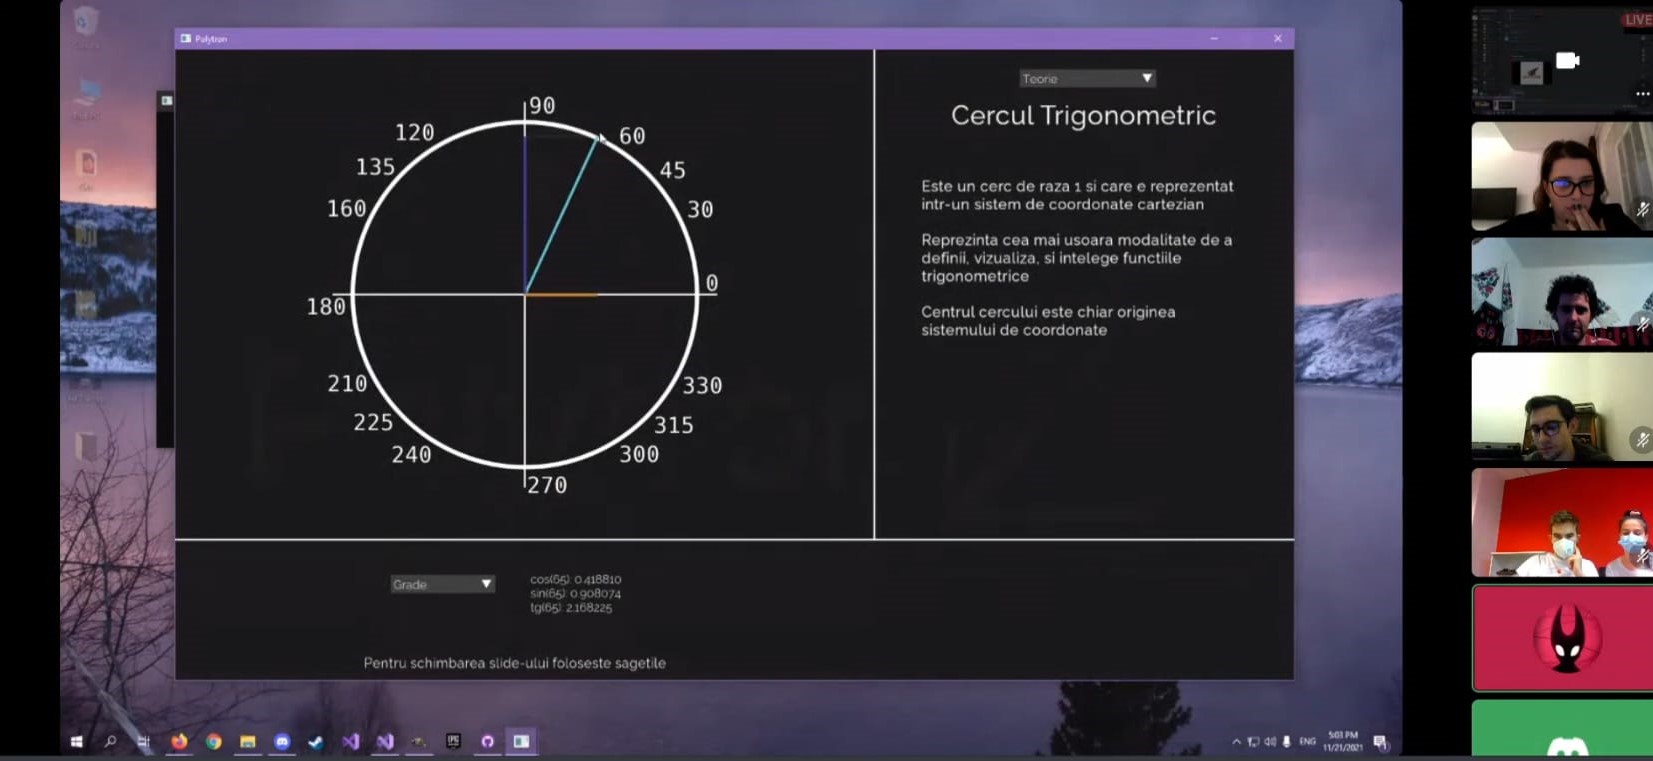 LIVE
Polytron
Teorie
Cercul Trigonometric
Este un cerc de raza 1 si care e reprezentat
intr-un sistem de coordonate cartezian
Reprezinta cea mai usoara modalitate de a
definii, vizualiza, si intelege functiile
trigonometrice
Centrul cercului este chiar originea
sistemului de coordonate
90
120
60
135
45
160
30
0
180
210
330
225
315
240
300
270
Grade
cos(65): 0.418810
sin(65): 0.908074
tg(65): 2.168225
Pentru schimbarea slide-ului foloseste sagetile
EPIC
ENG
5:03 PM
11/21/2021